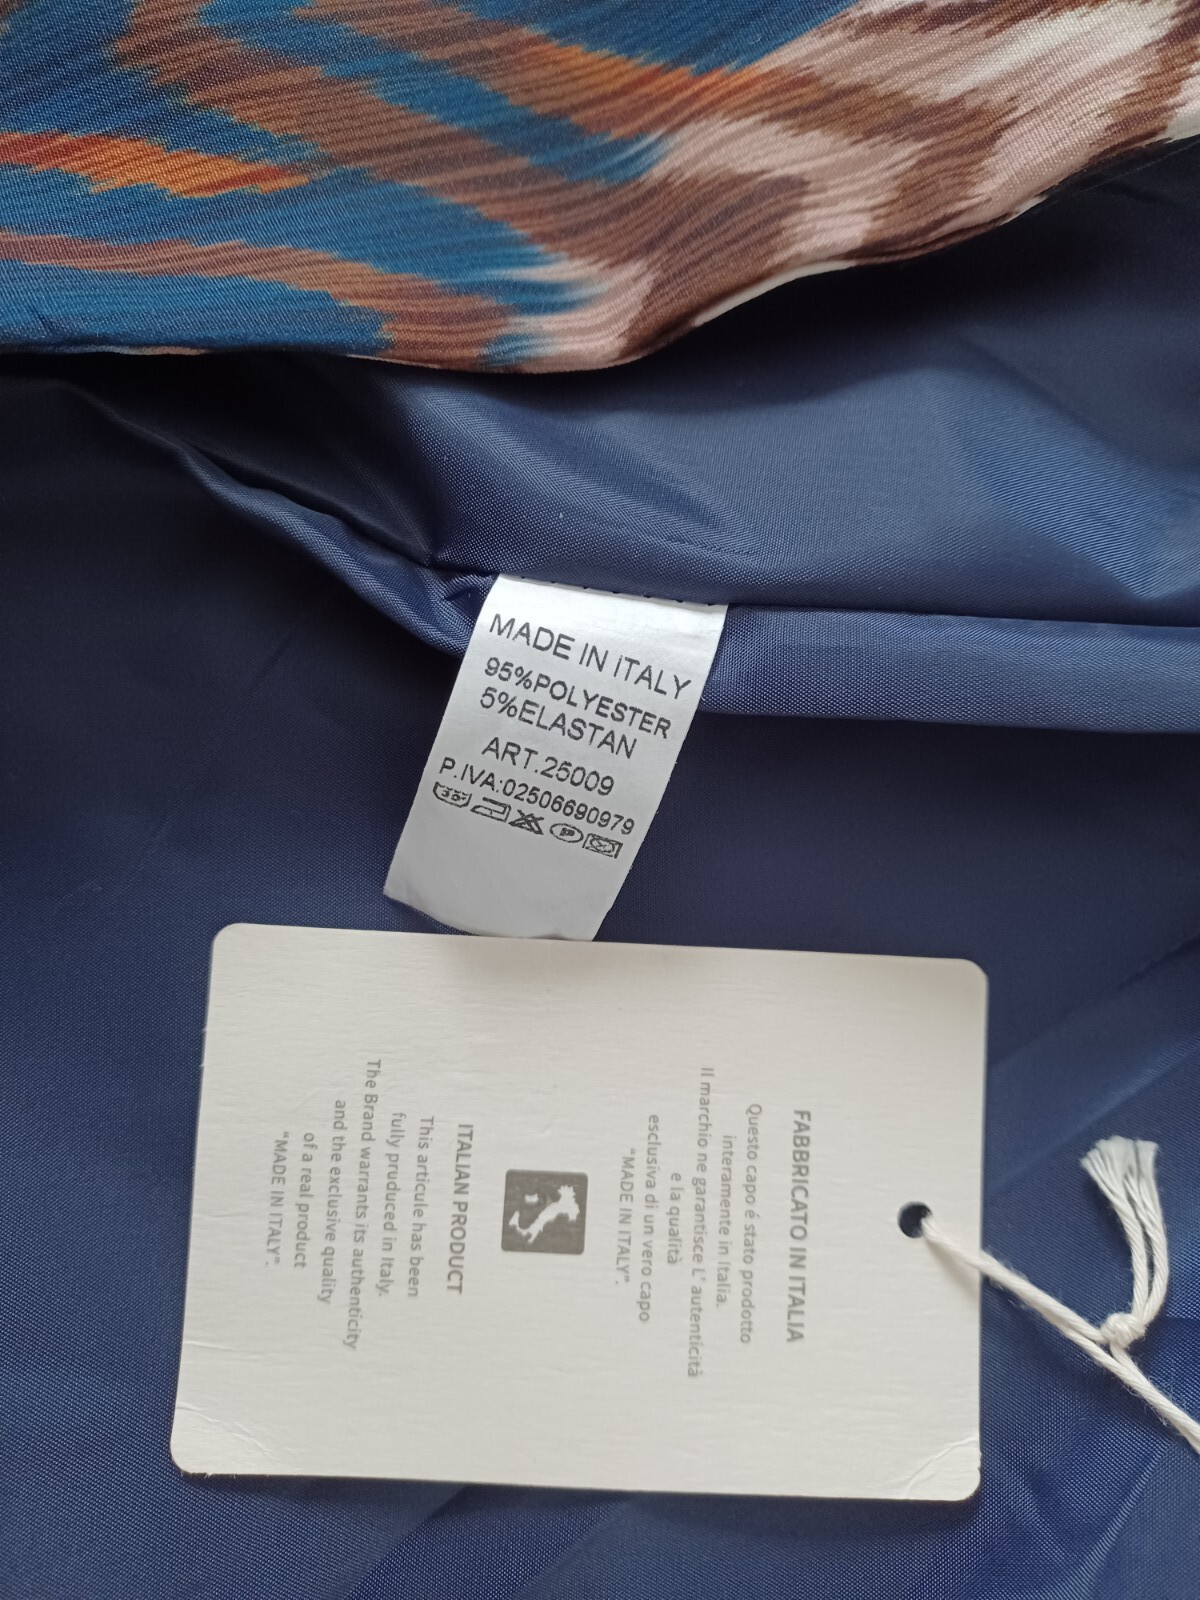 MADE IN iTALY
95%POLYESTER
5%ELASTAN
ART.25009
P.IVA:02506690979
30
P
FABBRICATO IN ITALIA
Questo capo é stato prodotto
interamente in Italia.
Il marchio ne garantisce L' autenticità
e la qualità
esclusiva di un vero capo
"MADE IN ITALY".
ITALIAN PRODUCT
This articule has been
fully pruduced in Italy.
The Brand warrants its authenticity
and the exclusive quality
of a real product
"MADE IN ITALY".